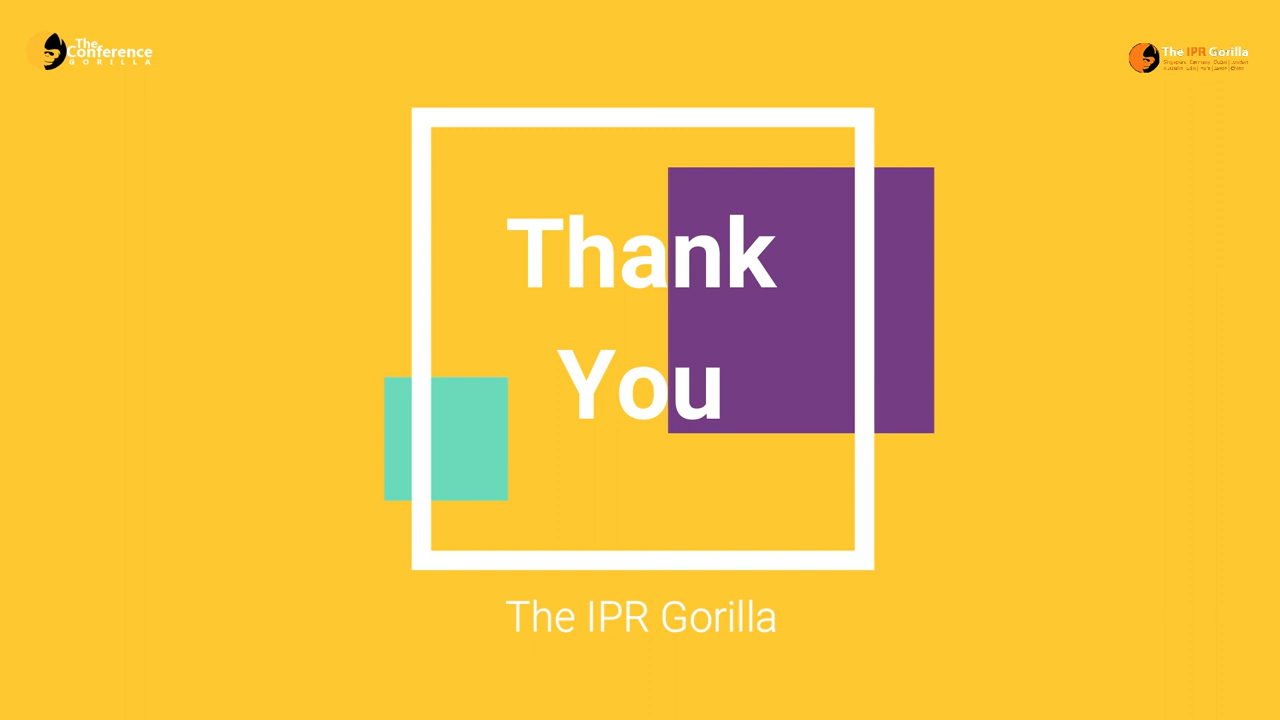 The
Conference
GORILLA
The IPR Gorilla
Thank
You
The IPR Gorilla